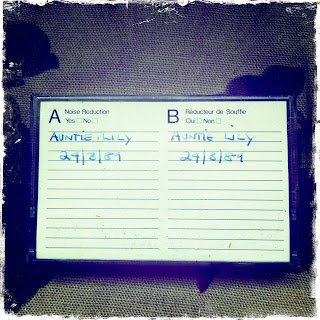 A Noise Reduction
Yes □ No □
AUNTIE LILY
29/3/89
B Réducteur de Souffle
Oui □ Non □
AUNTIE LILY
29/3/89